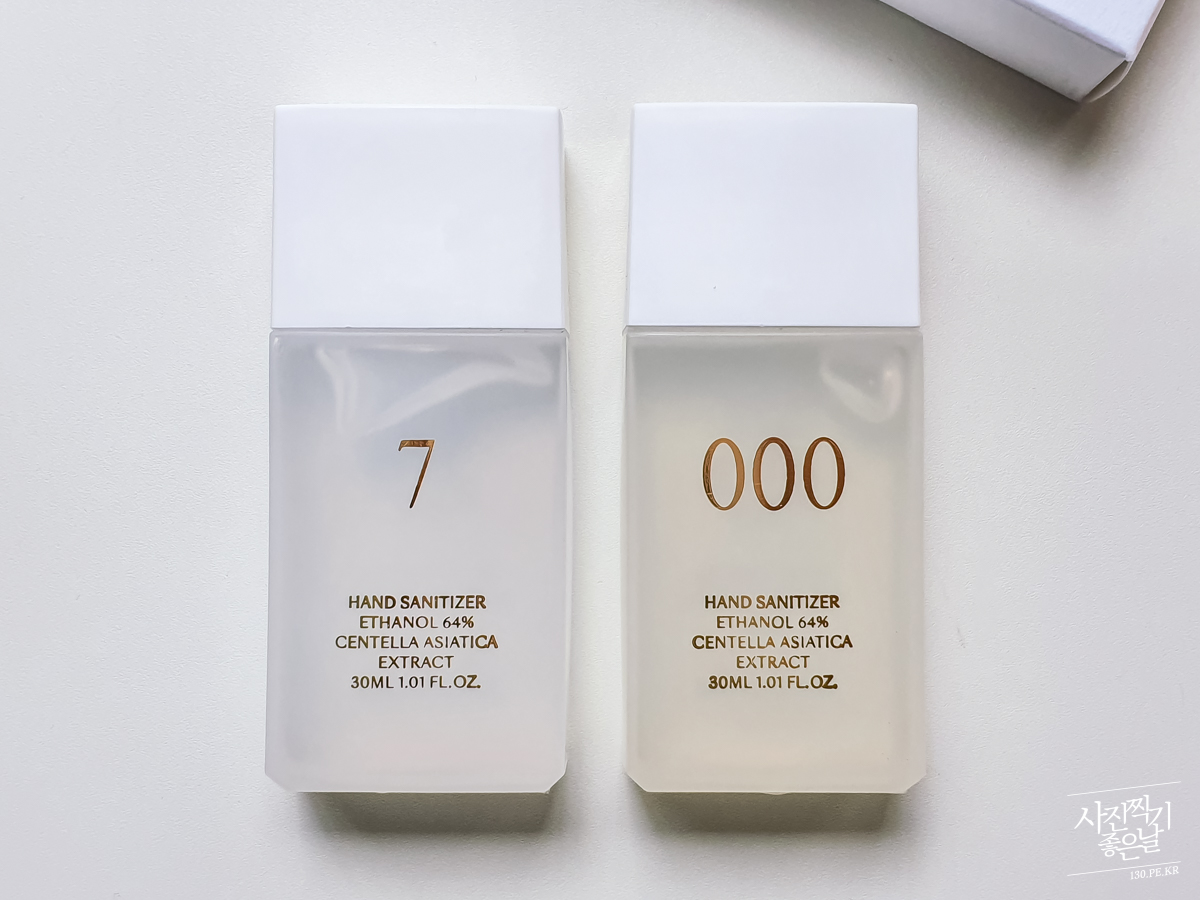 7
HAND SANITIZER
ETHANOL 64%
CENTELLA ASIATICA
EXTRACT
30ML 1.01 FL.OZ.
000
HAND SANITIZER
ETHANOL 64%
CENTELLA ASIATICA
EXTRACT
30ML 1.01 FL.OZ.
사진찍기
좋은날
130.PE.KR